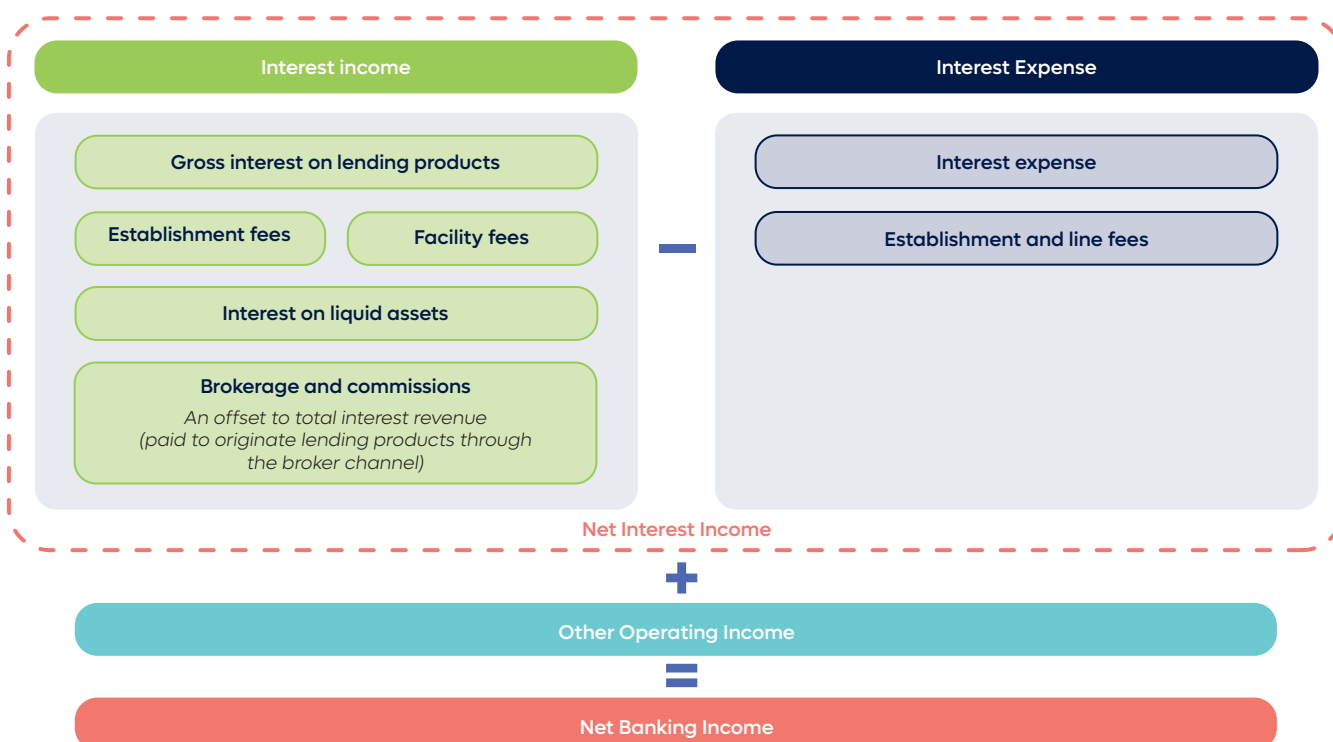 Interest income
Interest Expense
Gross interest on lending products
Interest expense
Establishment fees
Facility fees
Establishment and line fees
Interest on liquid assets
Brokerage and commissions
An offset to total interest revenue
(paid to originate lending products through
the broker channel)
Net Interest Income
Other Operating Income
Net Banking Income